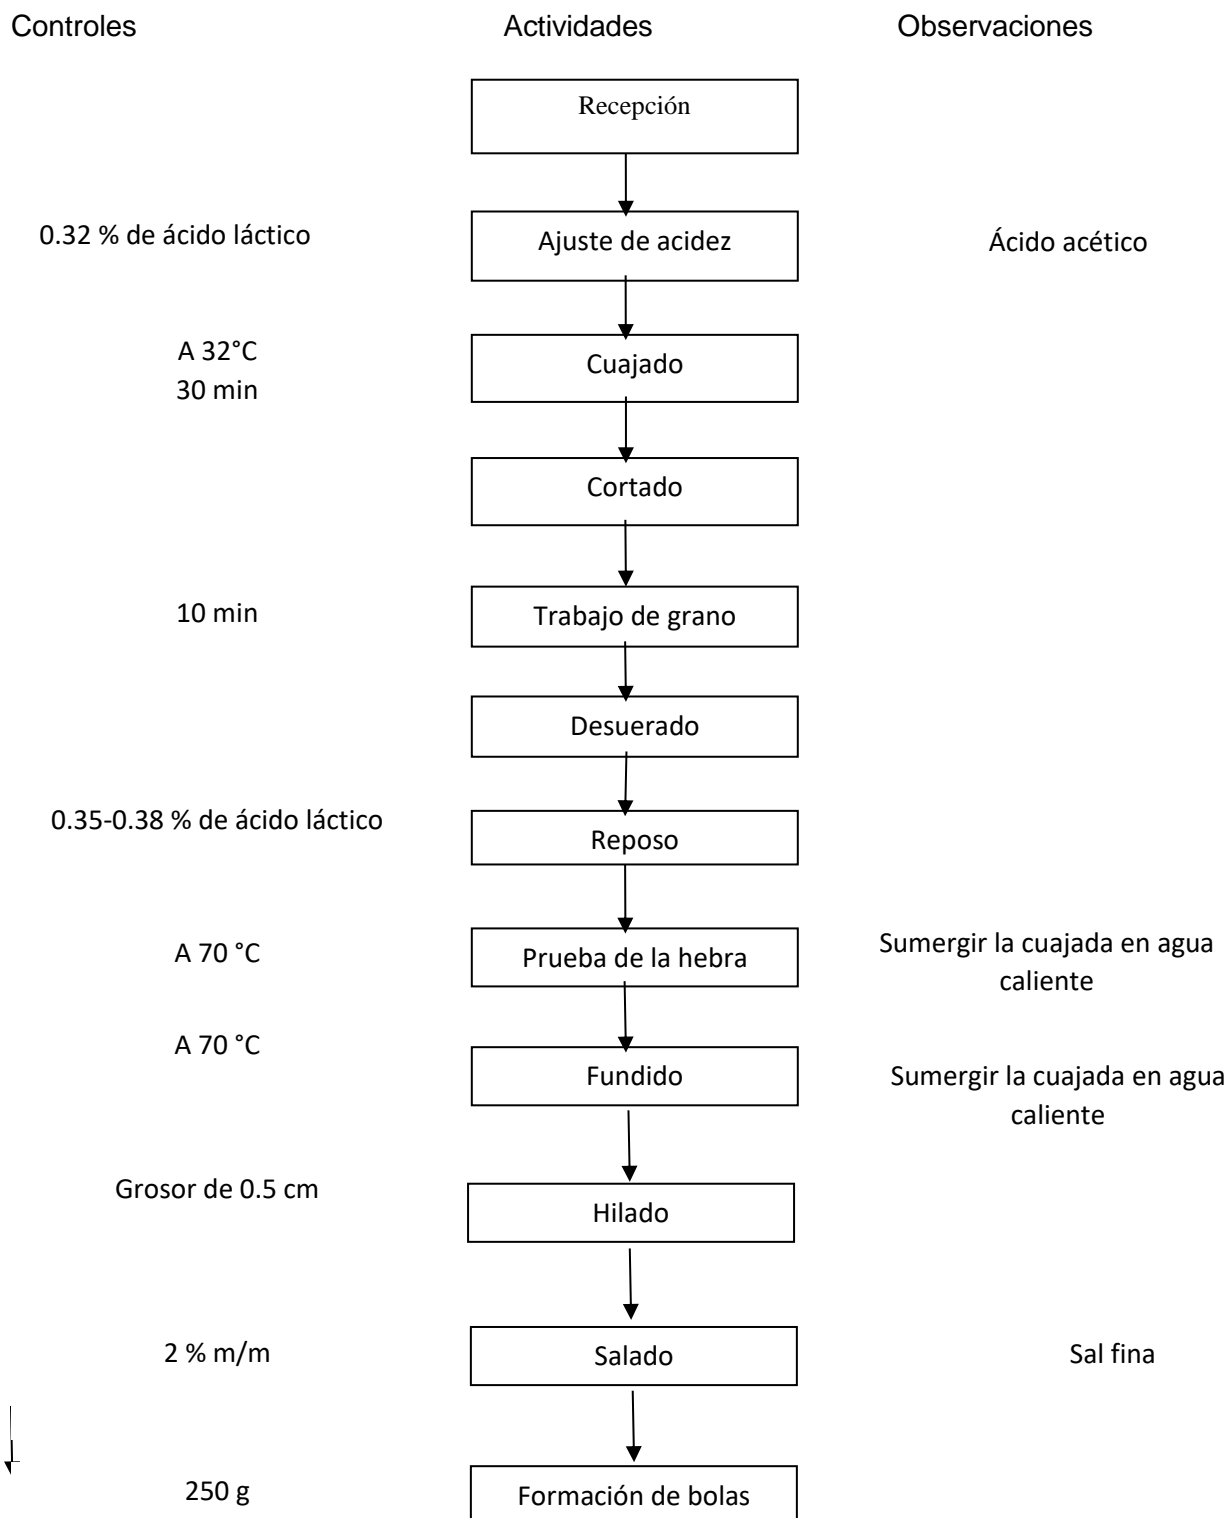 Controles Actividades Observaciones
Recepción
0.32 % de ácido láctico Ajuste de acidez Ácido acético
A 32°C
30 min
Cuajado
Cortado
10 min Trabajo de grano
Desuerado
0.35-0.38 % de ácido láctico Reposo
A 70 °C Prueba de la hebra Sumergir la cuajada en agua
caliente
A 70 °C Fundido Sumergir la cuajada en agua
caliente
Grosor de 0.5 cm Hilado
2 % m/m Salado Sal fina
250 g Formación de bolas